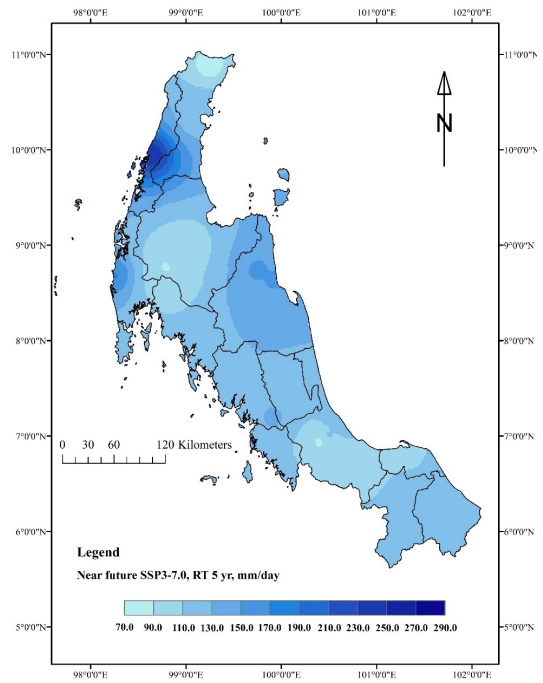 98°0'0"E 99°0'0"E 100°0'0"E 101°0'0"E 102°0'0"E
11°0'0"N 11°0'0"N
N
10°0'0"N 10°0'0"N
9°0'0"N 9°0'0"N
8°0'0"N 8°0'0"N
7°0'0"N 7°0'0"N
0 30 60 120 Kilometers
6°0'0"N 6°0'0"N
Legend
Near future SSP3-7.0, RT 5 yr, mm/day
70.0 90.0 110.0 130.0 150.0 170.0 190.0 210.0 230.0 250.0 270.0 290.0
5°0'0"N 5°0'0"N
98°0'0"E 99°0'0"E 100°0'0"E 101°0'0"E 102°0'0"E